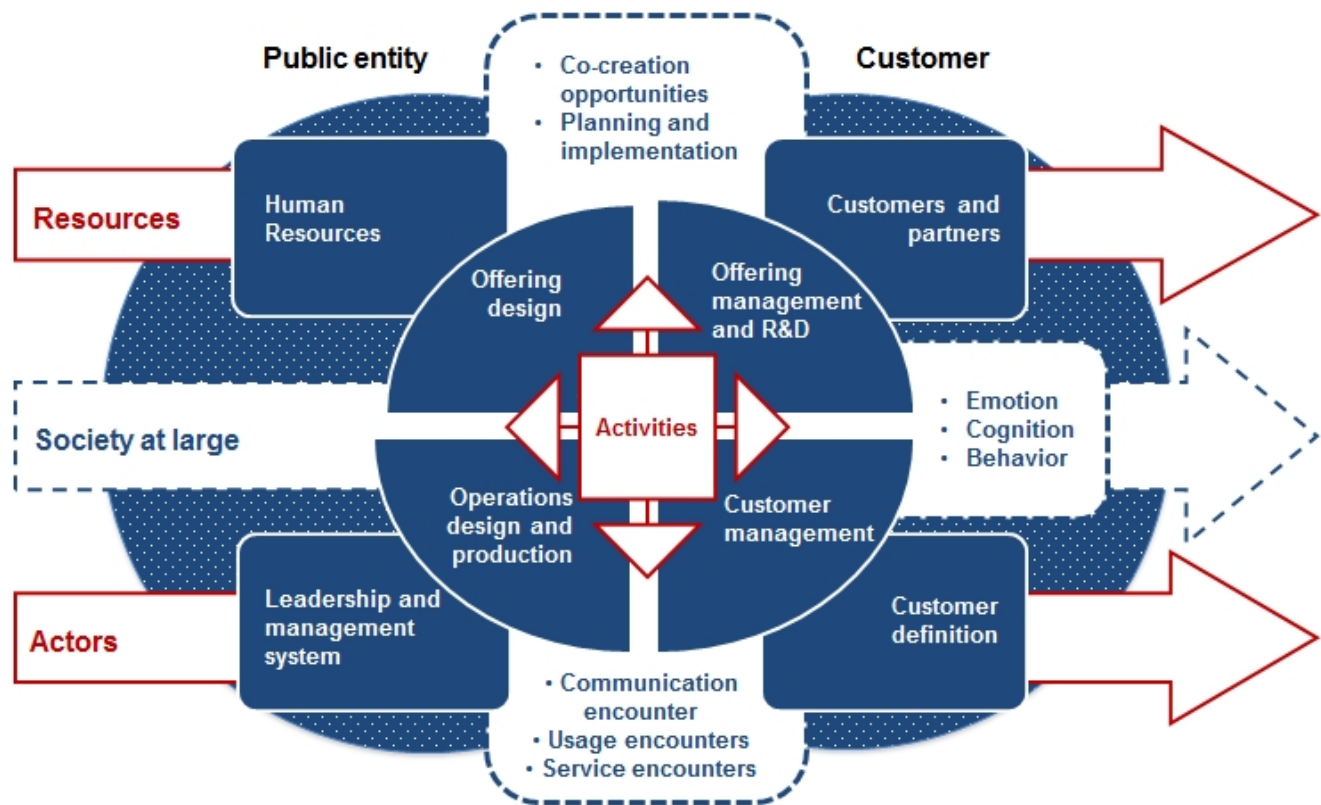 Public entity
Customer
• Co-creation
opportunities
• Planning and
implementation
Resources
Human
Resources
Customers and
partners
Offering
design
Offering
management
and R&D
Society at large
Activities
• Emotion
• Cognition
• Behavior
Operations
design and
production
Customer
management
Actors
Leadership and
management
system
Customer
definition
• Communication
encounter
• Usage encounters
• Service encounters